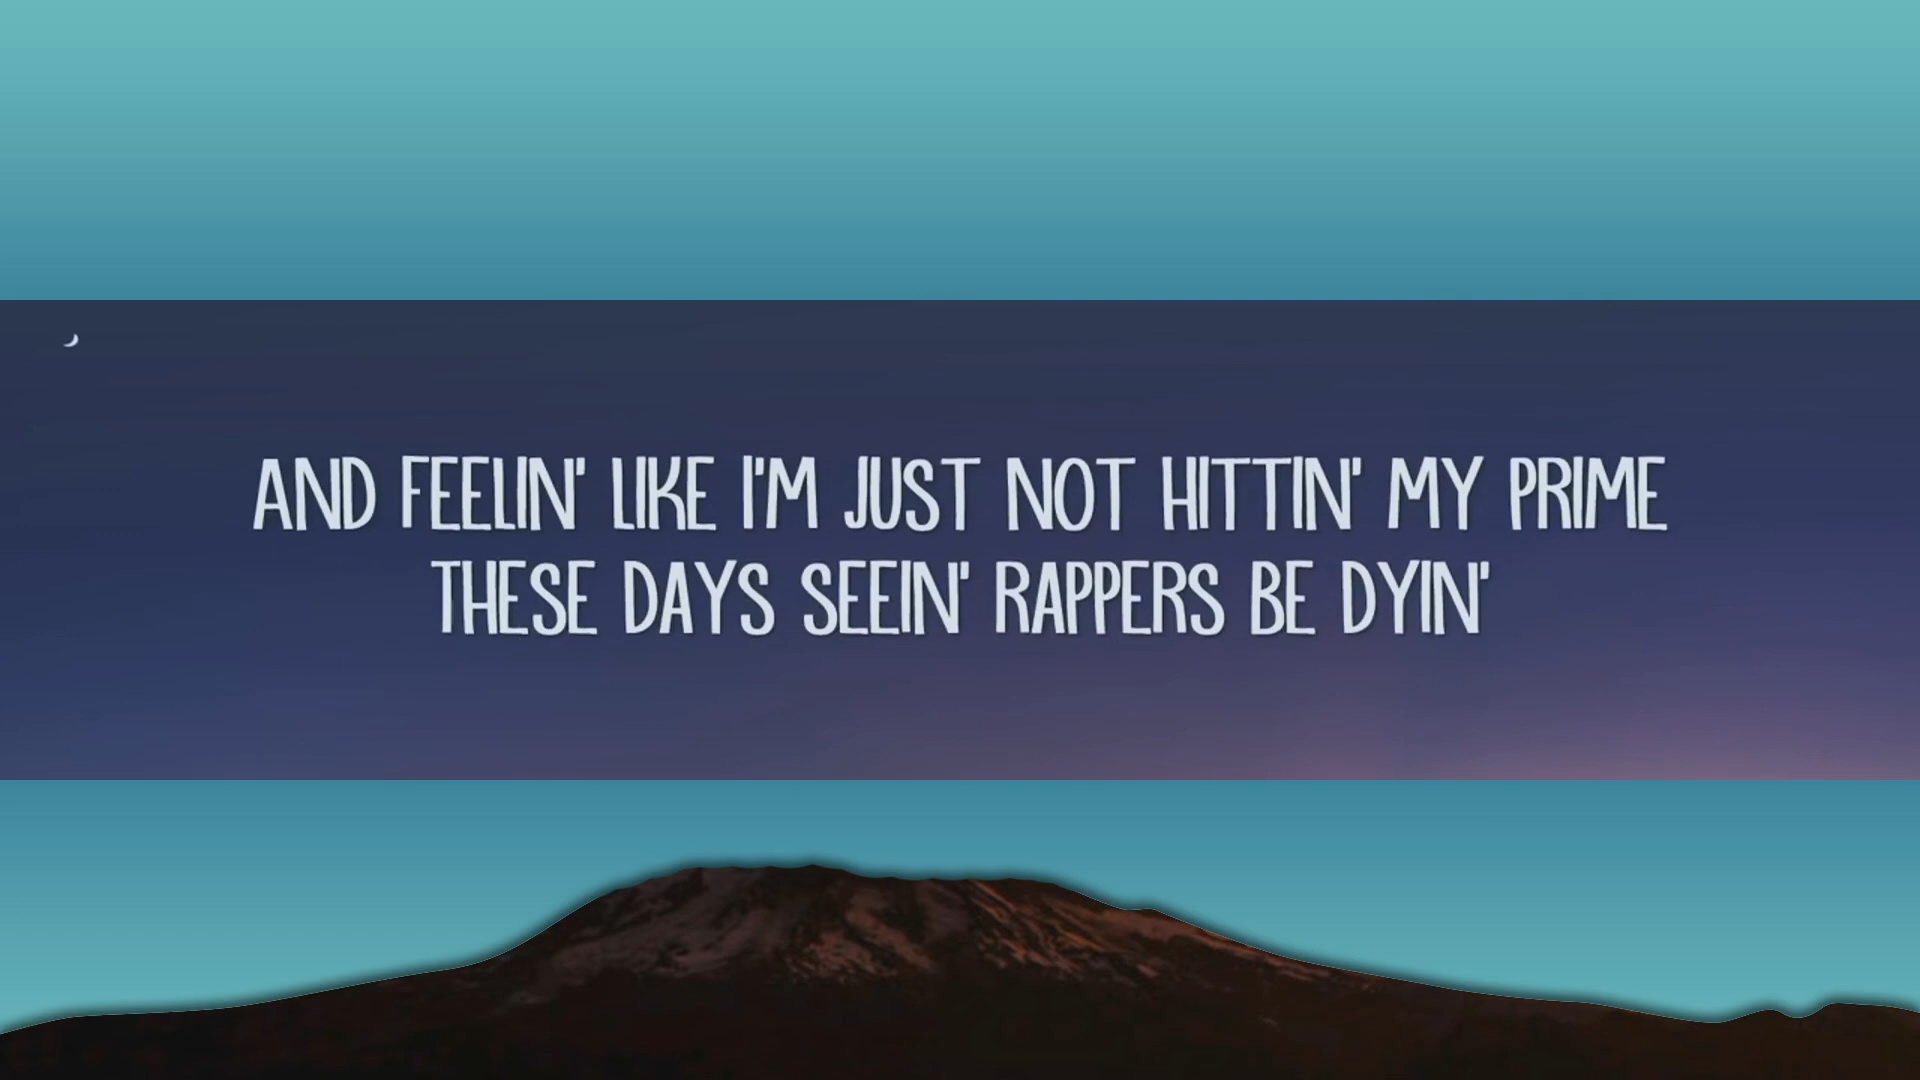 AND FEELIN' LIKE I'M JUST NOT HITTIN' MY PRIME
THESE DAYS SEEIN' RAPPERS BE DYIN'